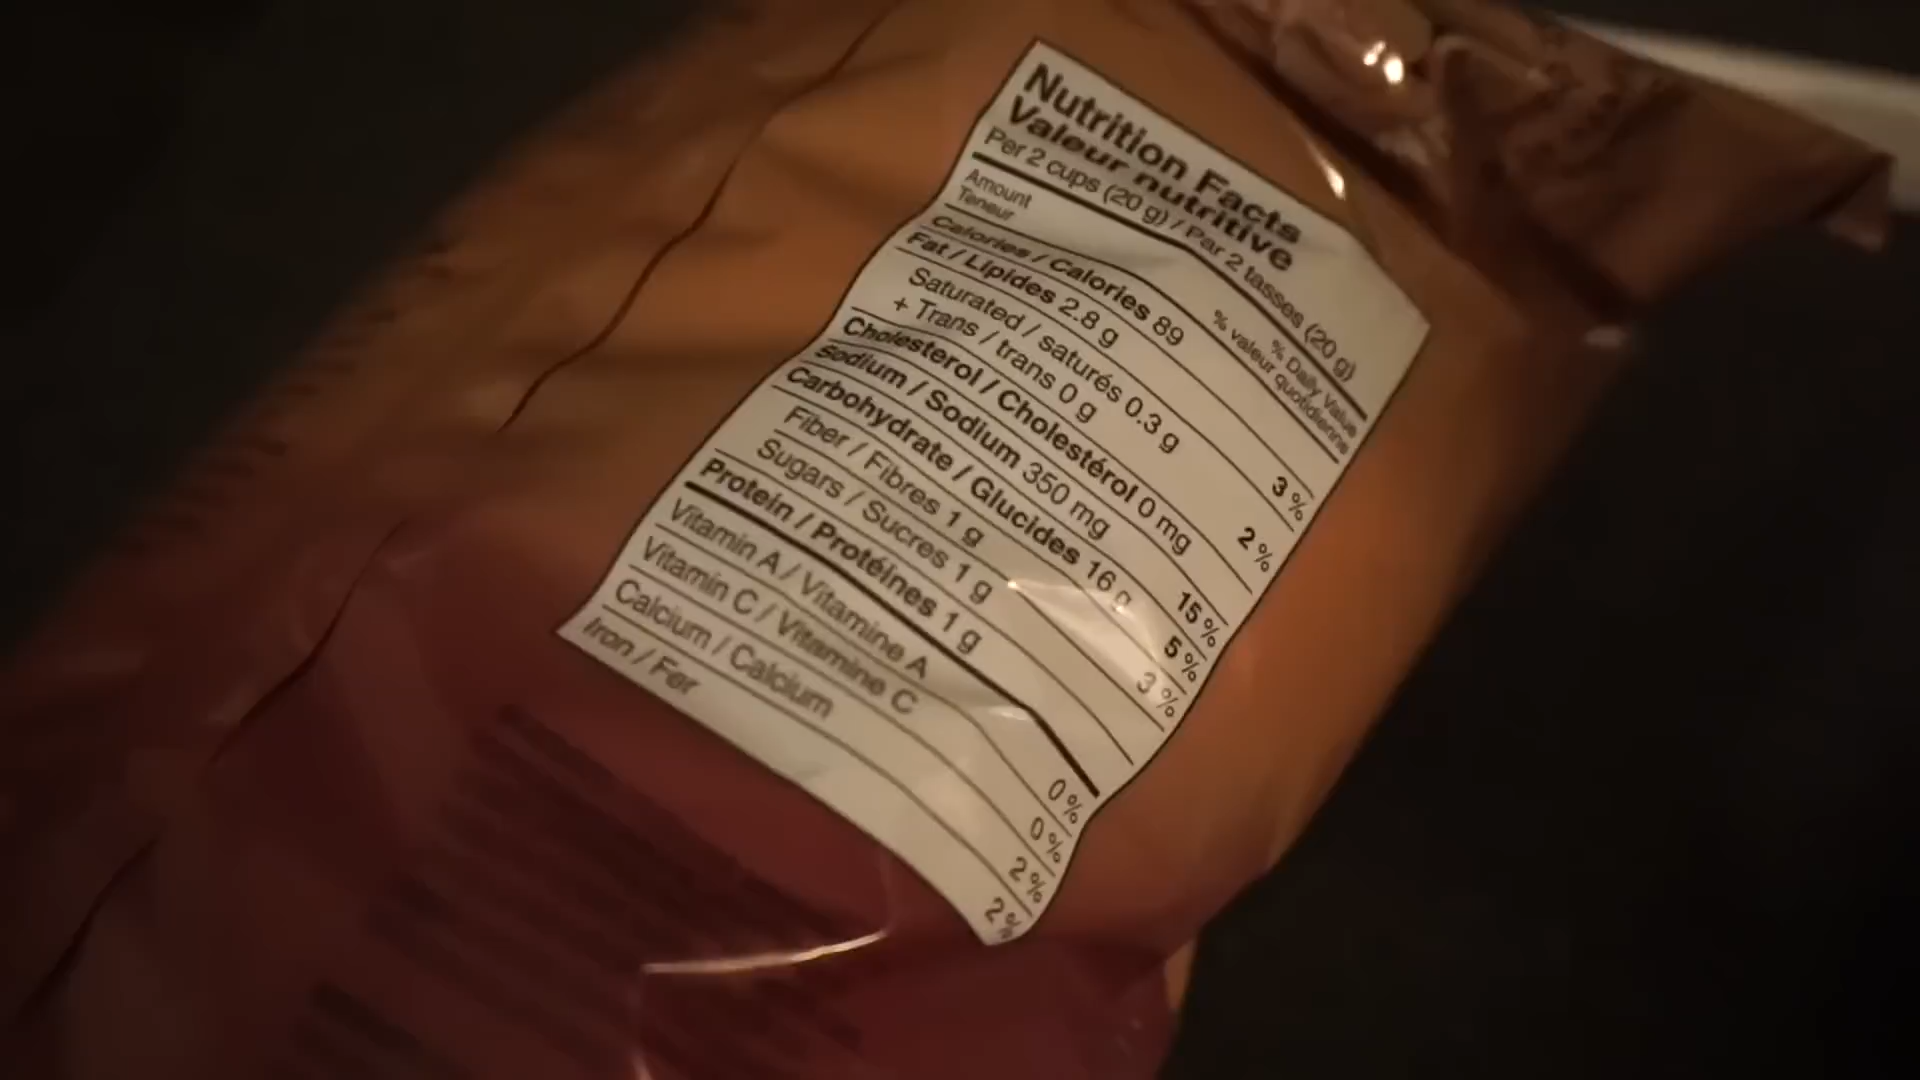 Nutrition Facts
Valeur nutritive
Per 2 cups (20 g) / Par 2 tasses (20 g)
Amount % Daily Value
Teneur % valeur quotidienne
Calories / Calories 89
Fat / Lipides 2.8 g 3 %
Saturated / saturés 0.3 g
+ Trans / trans 0 g 2 %
Cholesterol / Cholestérol 0 mg
Sodium / Sodium 350 mg 15 %
Carbohydrate / Glucides 16 g 5 %
Fiber / Fibres 1 g 3 %
Sugars / Sucres 1 g
Protein / Protéines 1 g
Vitamin A / Vitamine A 0 %
Vitamin C / Vitamine C 0 %
Calcium / Calcium 2 %
Iron / Fer 2 %